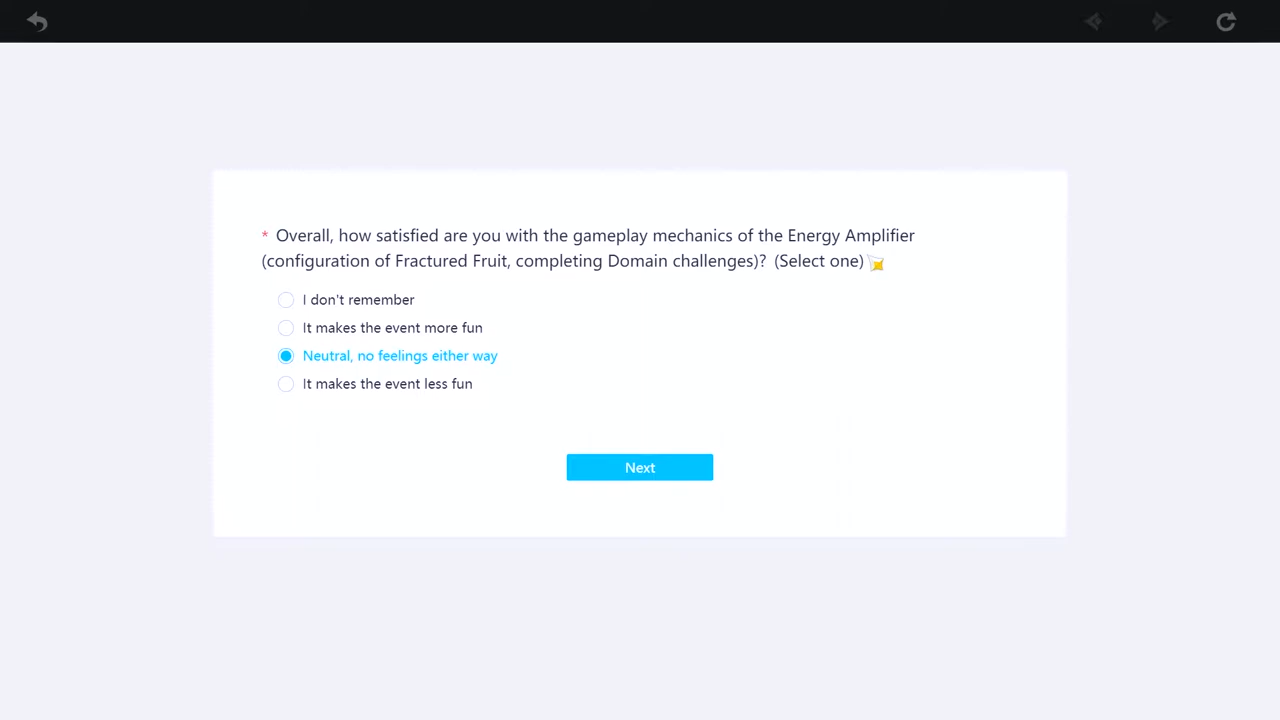 * Overall, how satisfied are you with the gameplay mechanics of the Energy Amplifier
(configuration of Fractured Fruit, completing Domain challenges)? (Select one)
I don't remember
It makes the event more fun
Neutral, no feelings either way
It makes the event less fun
Next